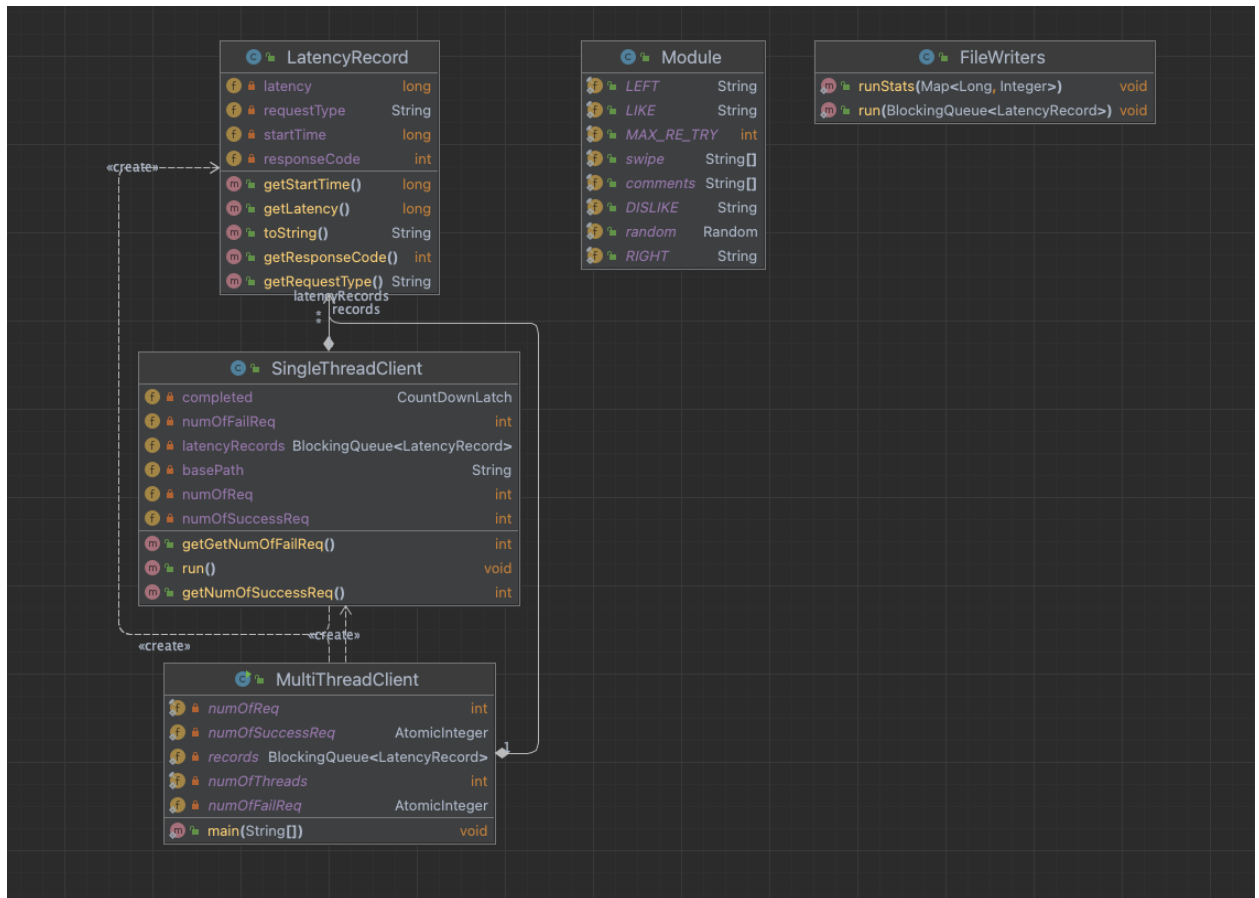 LatencyRecord
latency long
requestType String
startTime long
responseCode int
getStartTime() long
getLatency() long
toString() String
getResponseCode() int
getRequestType() String
Module
LEFT String
LIKE String
MAX_RE_TRY int
swipe String[]
comments String[]
DISLIKE String
random Random
RIGHT String
FileWriters
runStats(Map<Long, Integer>) void
run(BlockingQueue<LatencyRecord>) void
«create»
latencyRecords
records
*
*
SingleThreadClient
completed CountDownLatch
numOfFailReq int
latencyRecords BlockingQueue<LatencyRecord>
basePath String
numOfReq int
numOfSuccessReq int
getGetNumOfFailReq() int
run() void
getNumOfSuccessReq() int
«create»
«create»
MultiThreadClient
numOfReq int
numOfSuccessReq AtomicInteger
records BlockingQueue<LatencyRecord>
1
numOfThreads int
numOfFailReq AtomicInteger
main(String[]) void